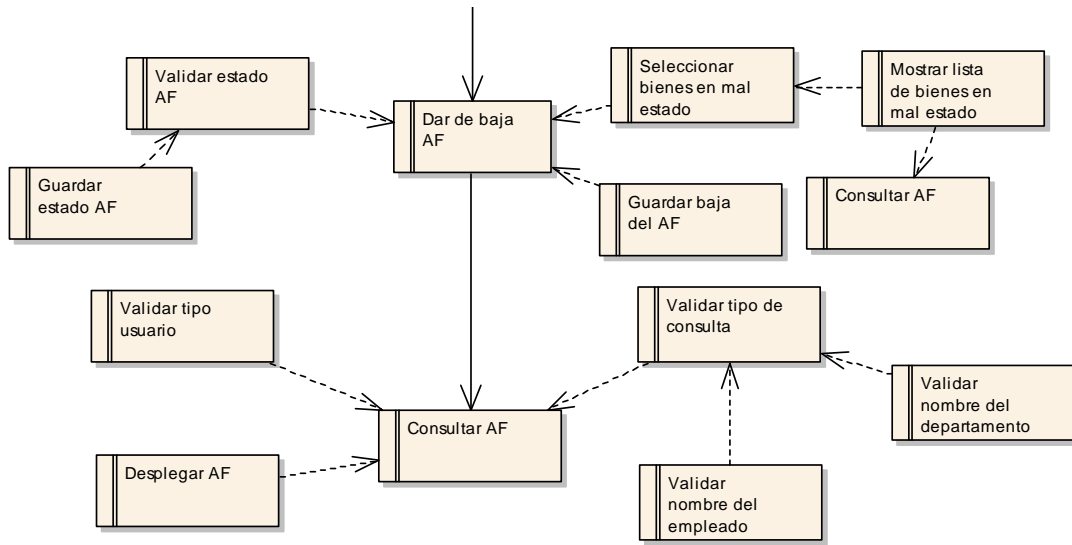 Validar estado
AF
Seleccionar
bienes en mal
estado
Mostrar lista
de bienes en
mal estado
Dar de baja
AF
Guardar
estado AF
Guardar baja
del AF
Consultar AF
Validar tipo
usuario
Validar tipo de
consulta
Validar
nombre del
departamento
Consultar AF
Desplegar AF
Validar
nombre del
empleado